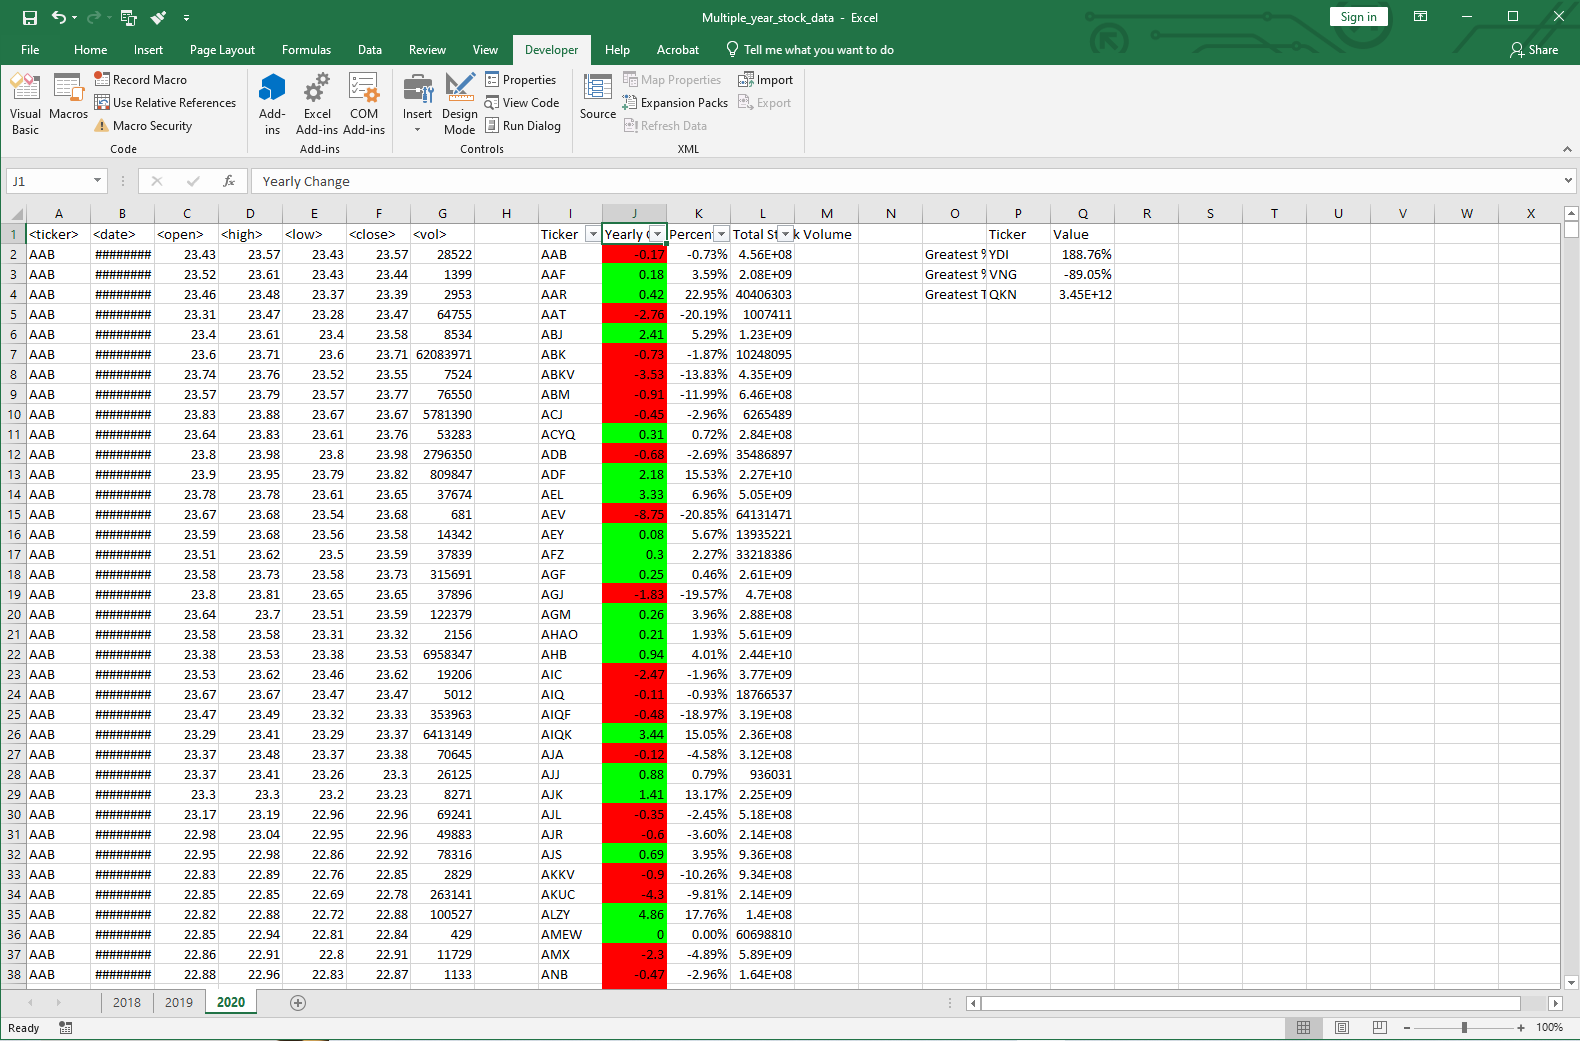 Multiple_year_stock_data - Excel
Sign in
File Home Insert Page Layout Formulas Data Review View Developer Help Acrobat Tell me what you want to do Share
Visual Basic
Macros
Record Macro
Use Relative References
Macro Security
Code
Add-ins
Excel Add-ins
COM Add-ins
Add-ins
Insert
Design Mode
Properties
View Code
Run Dialog
Controls
Source
Map Properties
Expansion Packs
Refresh Data
Import
Export
XML
J1 fx Yearly Change
A B C D E F G H I J K L M N O P Q R S T U V W X
1 <ticker> <date> <open> <high> <low> <close> <vol> Ticker Yearly C Percent Total St k Volume Ticker Value
2 AAB ######## 23.43 23.57 23.43 23.57 28522 AAB -0.17 -0.73% 4.56E+08 Greatest % YDI 188.76%
3 AAB ######## 23.52 23.61 23.43 23.44 1399 AAF 0.18 3.59% 2.08E+09 Greatest % VNG -89.05%
4 AAB ######## 23.46 23.48 23.37 23.39 2953 AAR 0.42 22.95% 40406303 Greatest T QKN 3.45E+12
5 AAB ######## 23.31 23.47 23.28 23.47 64755 AAT -2.76 -20.19% 1007411
6 AAB ######## 23.4 23.61 23.4 23.58 8534 ABJ 2.41 5.29% 1.23E+09
7 AAB ######## 23.6 23.71 23.6 23.71 62083971 ABK -0.73 -1.87% 10248095
8 AAB ######## 23.74 23.76 23.52 23.55 7524 ABKV -3.53 -13.83% 4.35E+09
9 AAB ######## 23.57 23.79 23.57 23.77 76550 ABM -0.91 -11.99% 6.46E+08
10 AAB ######## 23.83 23.88 23.67 23.67 5781390 ACJ -0.45 -2.96% 6265489
11 AAB ######## 23.64 23.83 23.61 23.76 53283 ACYQ 0.31 0.72% 2.84E+08
12 AAB ######## 23.8 23.98 23.8 23.98 2796350 ADB -0.68 -2.69% 35486897
13 AAB ######## 23.9 23.95 23.79 23.82 809847 ADF 2.18 15.53% 2.27E+10
14 AAB ######## 23.78 23.78 23.61 23.65 37674 AEL 3.33 6.96% 5.05E+09
15 AAB ######## 23.67 23.68 23.54 23.68 681 AEV -8.75 -20.85% 64131471
16 AAB ######## 23.59 23.68 23.56 23.58 14342 AEY 0.08 5.67% 13935221
17 AAB ######## 23.51 23.62 23.5 23.59 37839 AFZ 0.3 2.27% 33218386
18 AAB ######## 23.58 23.73 23.58 23.73 315691 AGF 0.25 0.46% 2.61E+09
19 AAB ######## 23.8 23.81 23.65 23.65 37896 AGJ -1.83 -19.57% 4.7E+08
20 AAB ######## 23.64 23.7 23.51 23.59 122379 AGM 0.26 3.96% 2.88E+08
21 AAB ######## 23.58 23.58 23.31 23.32 2156 AHAO 0.21 1.93% 5.61E+09
22 AAB ######## 23.38 23.53 23.38 23.53 6958347 AHB 0.94 4.01% 2.44E+10
23 AAB ######## 23.53 23.62 23.46 23.62 19206 AIC -2.47 -1.96% 3.77E+09
24 AAB ######## 23.67 23.67 23.47 23.47 5012 AIQ -0.11 -0.93% 18766537
25 AAB ######## 23.47 23.49 23.32 23.33 353963 AIQF -0.48 -18.97% 3.19E+08
26 AAB ######## 23.29 23.41 23.29 23.37 6413149 AIQK 3.44 15.05% 2.36E+08
27 AAB ######## 23.37 23.48 23.37 23.38 70645 AJA -0.12 -4.58% 3.12E+08
28 AAB ######## 23.37 23.41 23.26 23.3 26125 AJJ 0.88 0.79% 936031
29 AAB ######## 23.3 23.3 23.2 23.23 8271 AJK 1.41 13.17% 2.25E+09
30 AAB ######## 23.17 23.19 22.96 22.96 69241 AJL -0.35 -2.45% 5.18E+08
31 AAB ######## 22.98 23.04 22.95 22.96 49883 AJR -0.6 -3.60% 2.14E+08
32 AAB ######## 22.95 22.98 22.86 22.92 78316 AJS 0.69 3.95% 9.36E+08
33 AAB ######## 22.83 22.89 22.76 22.85 2829 AKKV -0.9 -10.26% 9.34E+08
34 AAB ######## 22.85 22.85 22.69 22.78 263141 AKUC -4.3 -9.81% 2.14E+09
35 AAB ######## 22.82 22.88 22.72 22.88 100527 ALZY 4.86 17.76% 1.4E+08
36 AAB ######## 22.85 22.94 22.81 22.84 429 AMEW 0 0.00% 60698810
37 AAB ######## 22.86 22.91 22.8 22.91 11729 AMX -2.3 -4.89% 5.89E+09
38 AAB ######## 22.88 22.96 22.83 22.87 1133 ANB -0.47 -2.96% 1.64E+08
2018 2019 2020
Ready 100%